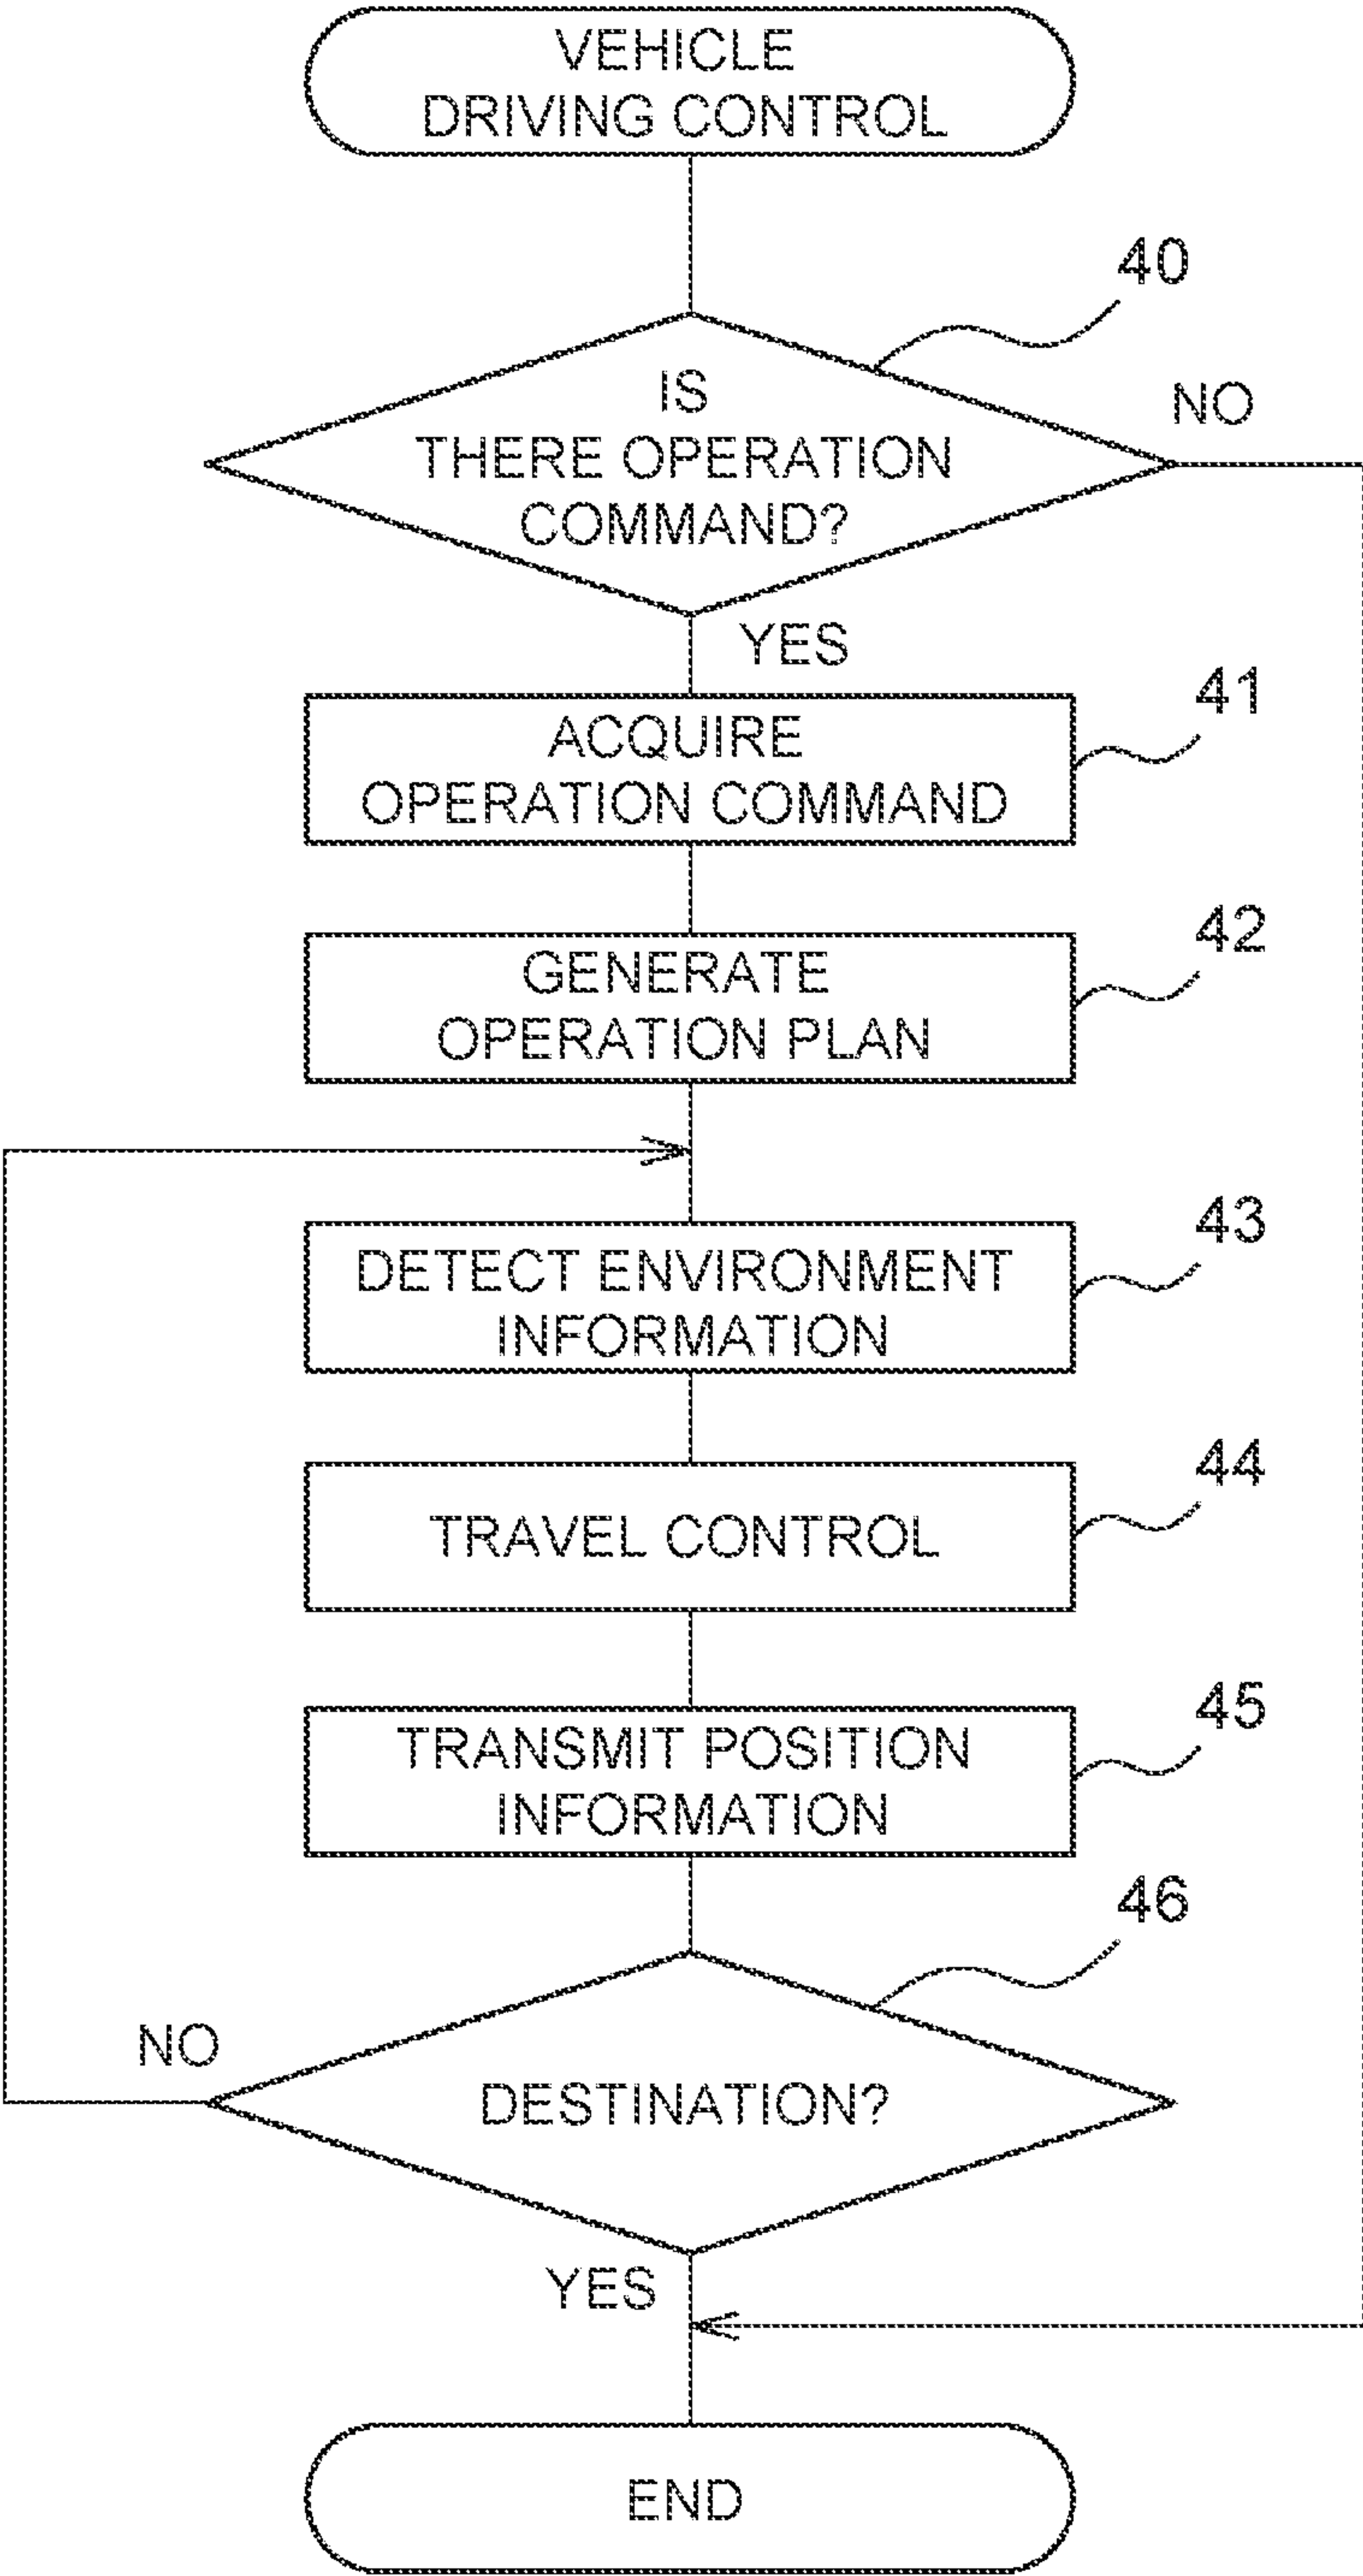 VEHICLE
DRIVING CONTROL
40
IS
THERE OPERATION
COMMAND?
NO
YES
41
ACQUIRE
OPERATION COMMAND
42
GENERATE
OPERATION PLAN
43
DETECT ENVIRONMENT
INFORMATION
44
TRAVEL CONTROL
45
TRANSMIT POSITION
INFORMATION
46
NO
DESTINATION?
YES
END